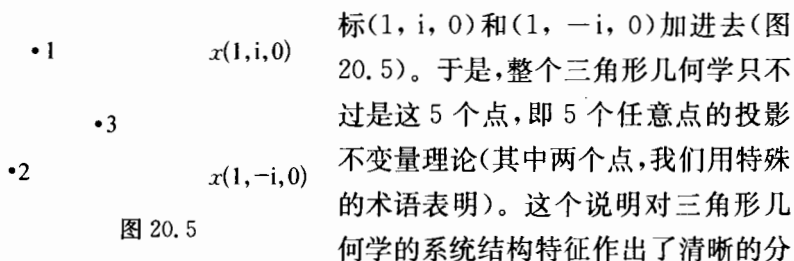 •1
x(1,i,0)
•3
•2
x(1,-i,0)
图 20.5
标(1, i, 0)和(1, -i, 0)加进去(图
20.5)。于是,整个三角形几何学只不
过是这 5 个点,即 5 个任意点的投影
不变量理论(其中两个点,我们用特殊
的术语表明)。这个说明对三角形几
何学的系统结构特征作出了清晰的分